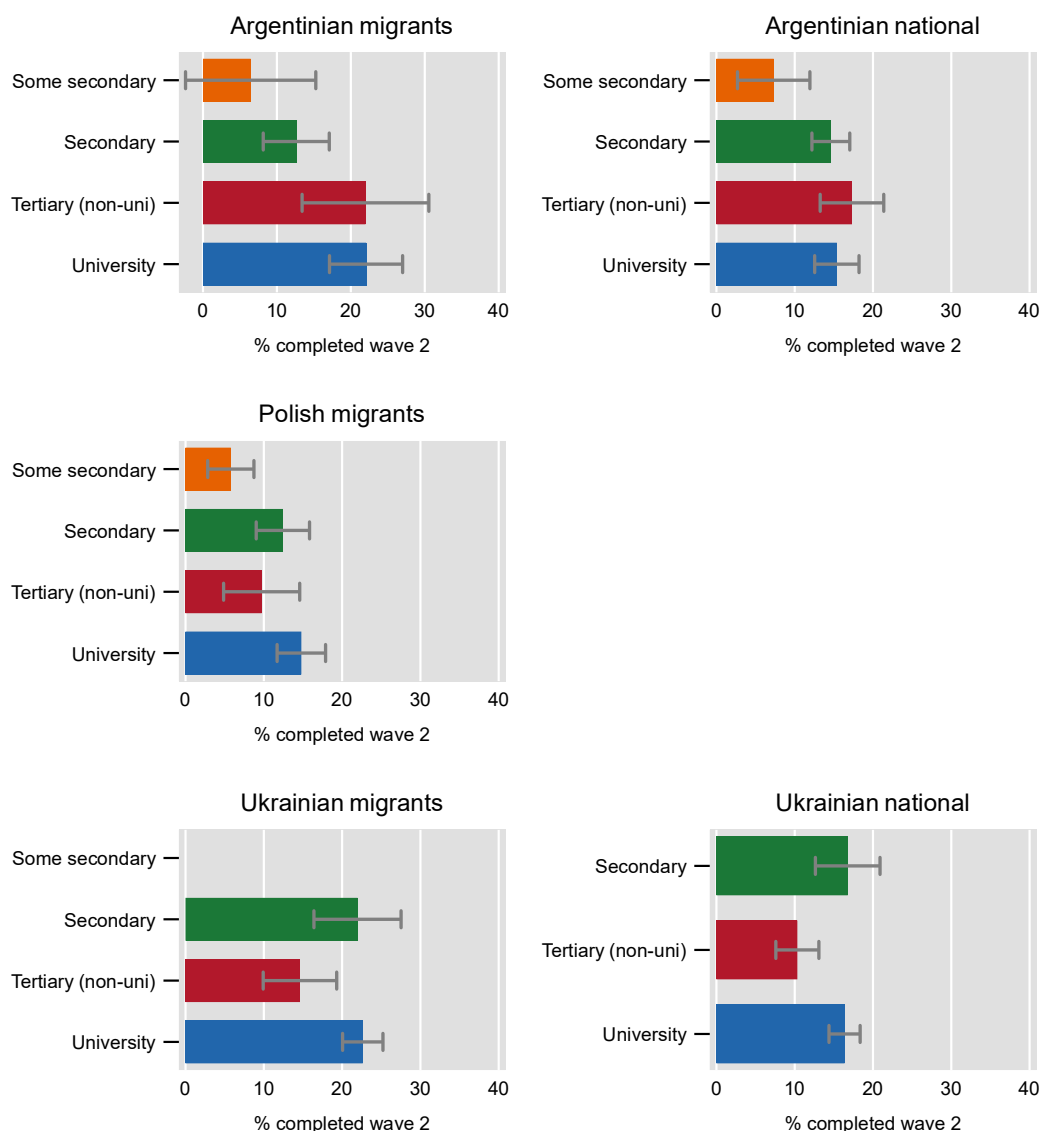 Argentinian migrants
Some secondary
Secondary
Tertiary (non-uni)
University
0 10 20 30 40
% completed wave 2
Argentinian national
Some secondary
Secondary
Tertiary (non-uni)
University
0 10 20 30 40
% completed wave 2
Polish migrants
Some secondary
Secondary
Tertiary (non-uni)
University
0 10 20 30 40
% completed wave 2
Ukrainian migrants
Some secondary
Secondary
Tertiary (non-uni)
University
0 10 20 30 40
% completed wave 2
Ukrainian national
Secondary
Tertiary (non-uni)
University
0 10 20 30 40
% completed wave 2